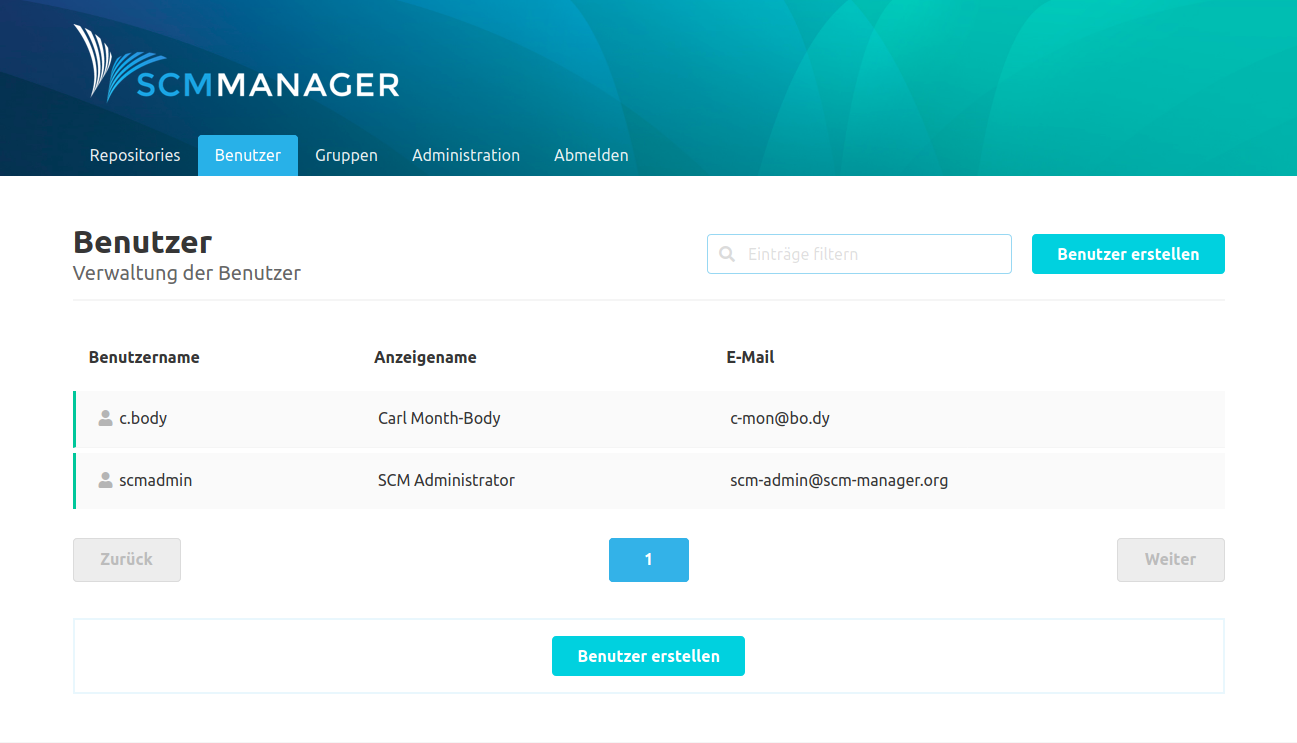 SCMMANAGER
Repositories Benutzer Gruppen Administration Abmelden
Benutzer
Verwaltung der Benutzer
Einträge filtern
Benutzer erstellen
Benutzername Anzeigename E-Mail
c.body Carl Month-Body c-mon@bo.dy
scmadmin SCM Administrator scm-admin@scm-manager.org
Zurück 1 Weiter
Benutzer erstellen